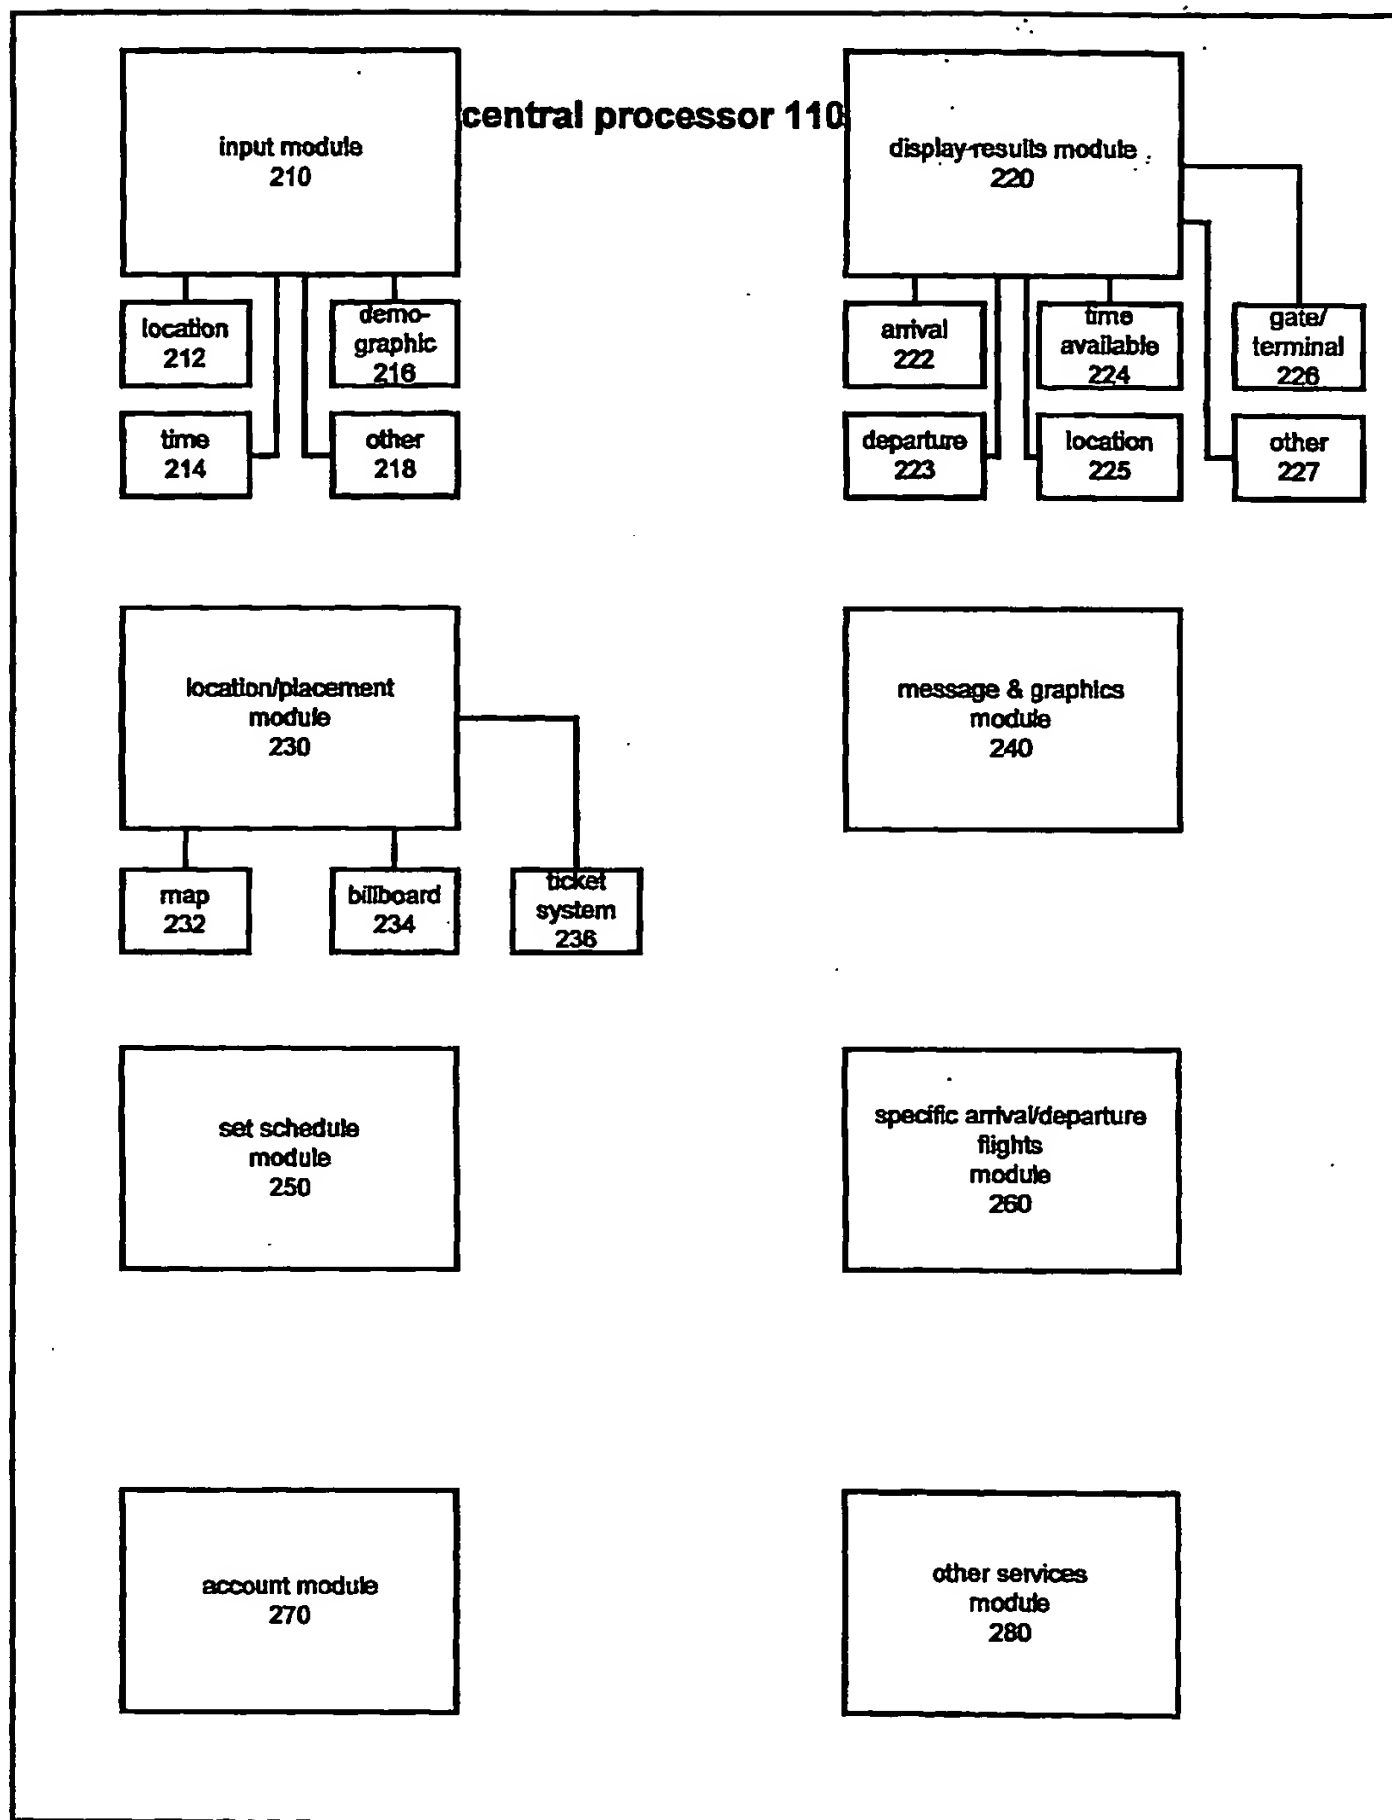 central processor 110
input module
210
location
212
demo-
graphic
216
time
214
other
218
display results module
220
arrival
222
time
available
224
gate/
terminal
226
departure
223
location
225
other
227
location/placement
module
230
map
232
billboard
234
ticket
system
236
message & graphics
module
240
set schedule
module
250
specific arrival/departure
flights
module
260
account module
270
other services
module
280